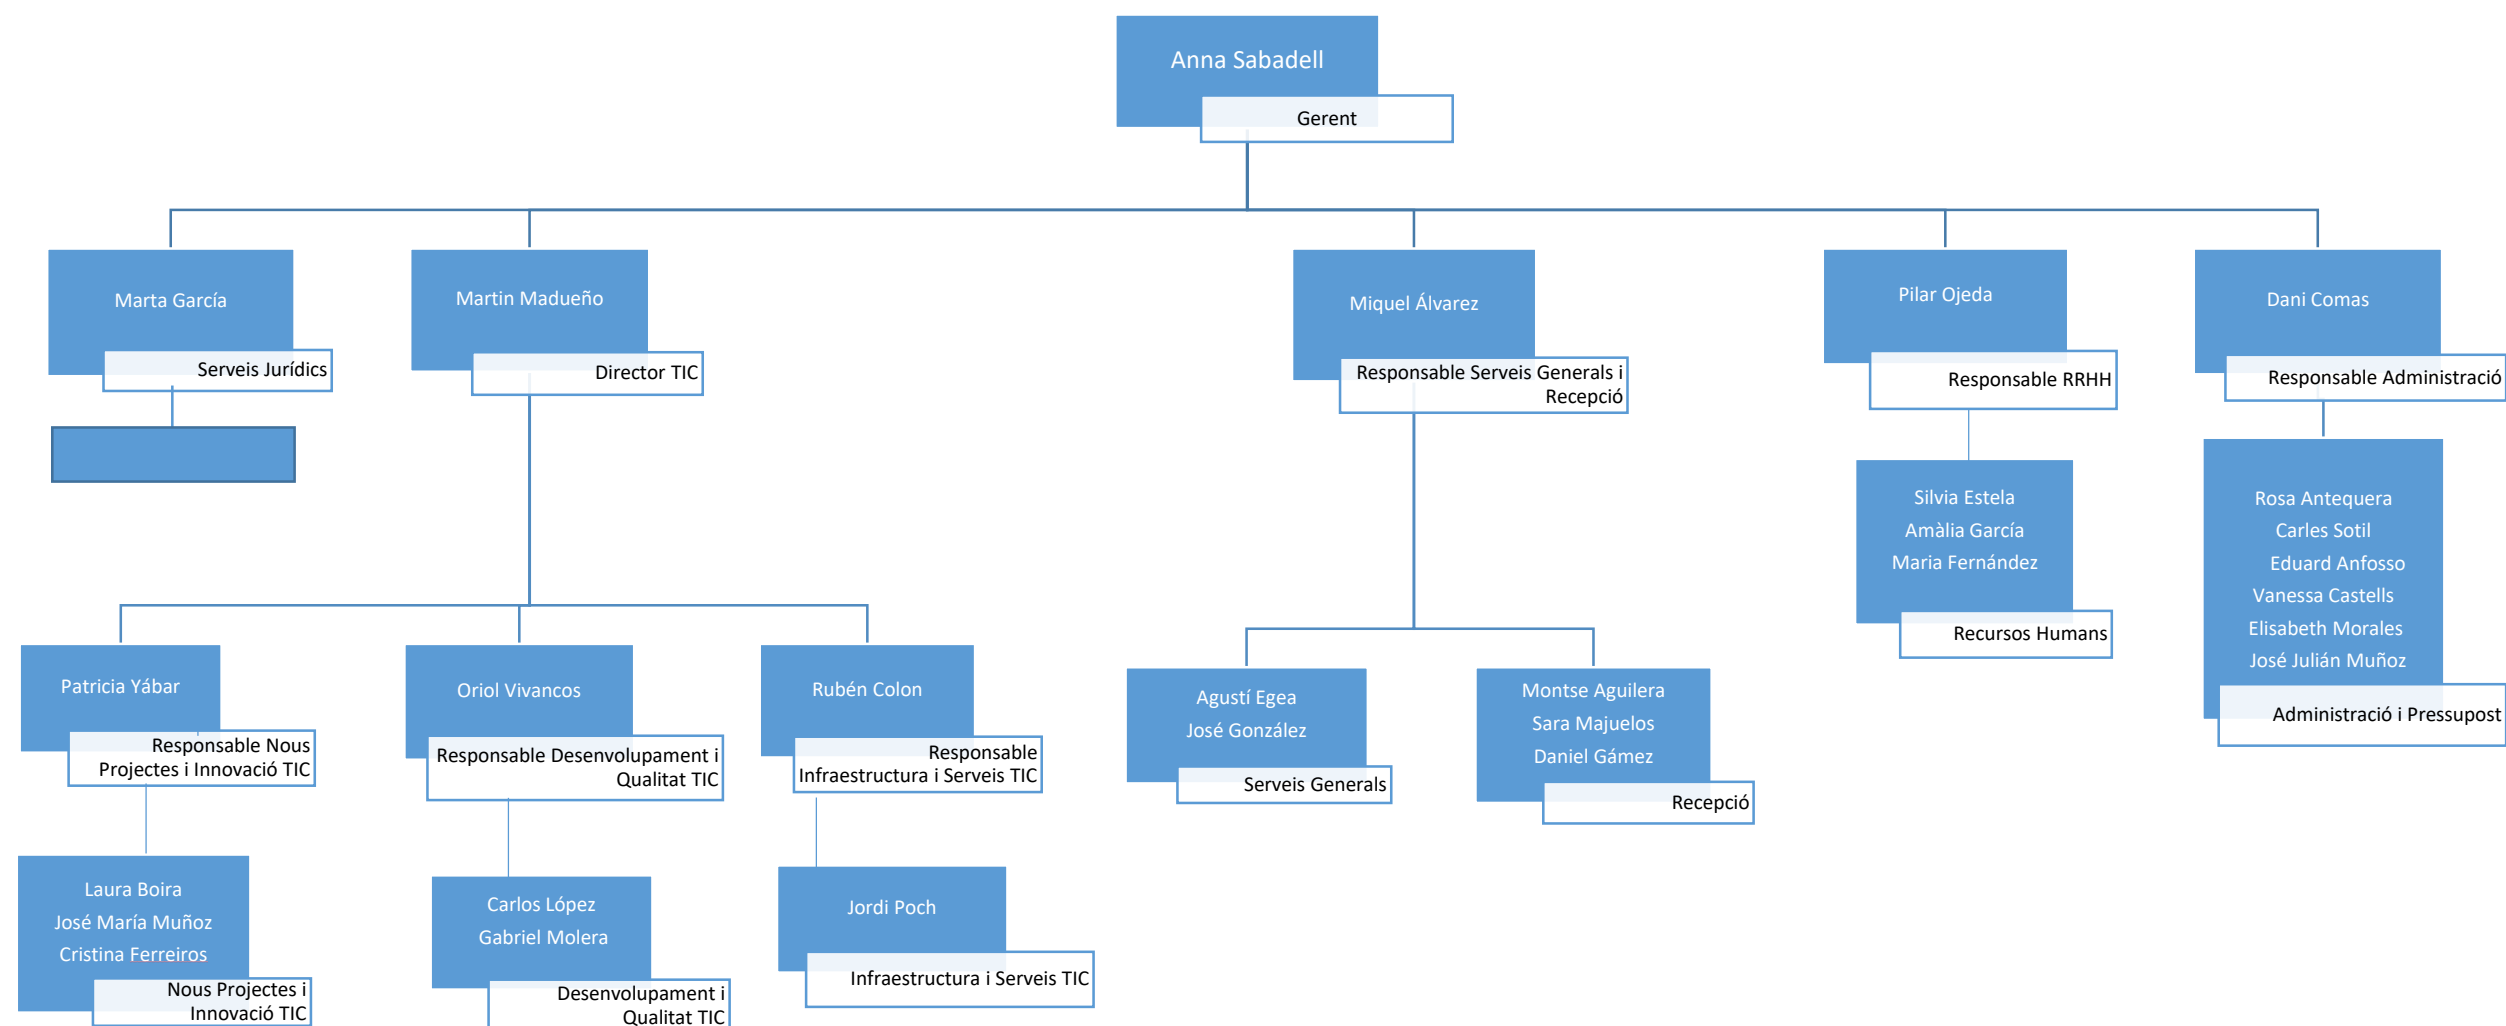 Anna Sabadell
Gerent
Marta García
Serveis Jurídics
Martin Madueño
Director TIC
Miquel Álvarez
Responsable Serveis Generals i
Recepció
Pilar Ojeda
Responsable RRHH
Dani Comas
Responsable Administració
Silvia Estela
Amàlia García
Maria Fernández
Recursos Humans
Rosa Antequera
Carles Sotil
Eduard Anfosso
Vanessa Castells
Elisabeth Morales
José Julián Muñoz
Administració i Pressupost
Patricia Yábar
Responsable Nous
Projectes i Innovació TIC
Oriol Vivancos
Responsable Desenvolupament i
Qualitat TIC
Rubén Colon
Responsable
Infraestructura i Serveis TIC
Agustí Egea
José González
Serveis Generals
Montse Aguilera
Sara Majuelos
Daniel Gámez
Recepció
Laura Boira
José María Muñoz
Cristina Ferreiros
Nous Projectes i
Innovació TIC
Carlos López
Gabriel Molera
Desenvolupament i
Qualitat TIC
Jordi Poch
Infraestructura i Serveis TIC